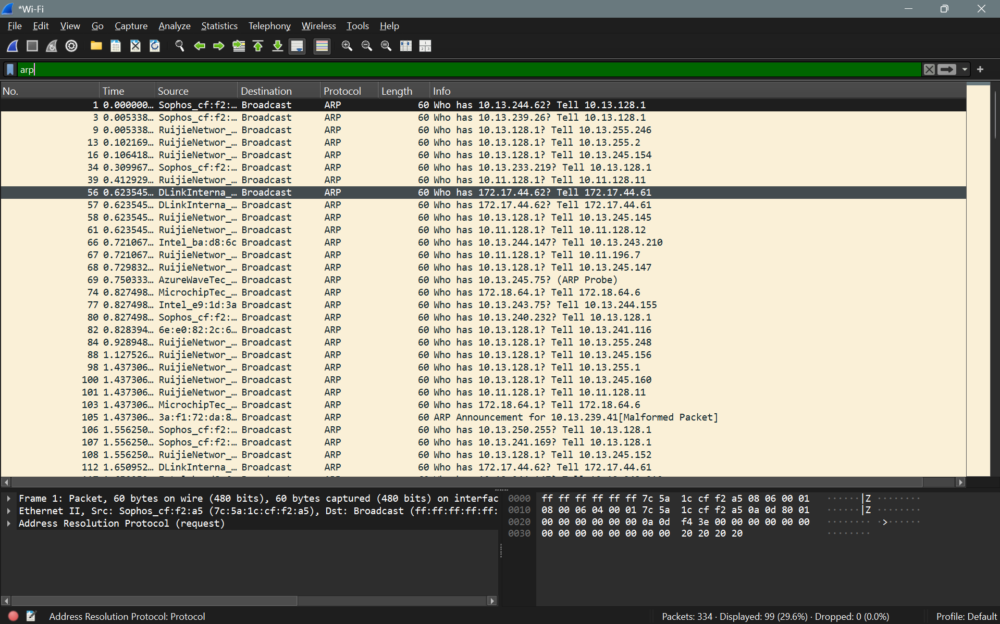 *Wi-Fi
File Edit View Go Capture Analyze Statistics Telephony Wireless Tools Help
arp
No. Time Source Destination Protocol Length Info
1 0.000000… Sophos_cf:f2:… Broadcast ARP 60 Who has 10.13.244.62? Tell 10.13.128.1
3 0.005338… Sophos_cf:f2:… Broadcast ARP 60 Who has 10.13.239.26? Tell 10.13.128.1
9 0.005338… RuijieNetwor_… Broadcast ARP 60 Who has 10.13.128.1? Tell 10.13.255.246
13 0.102169… RuijieNetwor_… Broadcast ARP 60 Who has 10.13.128.1? Tell 10.13.255.2
16 0.106418… RuijieNetwor_… Broadcast ARP 60 Who has 10.13.128.1? Tell 10.13.245.154
34 0.309967… Sophos_cf:f2:… Broadcast ARP 60 Who has 10.13.233.219? Tell 10.13.128.1
39 0.412929… RuijieNetwor_… Broadcast ARP 60 Who has 10.11.128.1? Tell 10.11.128.11
56 0.623545… DLinkInterna_… Broadcast ARP 60 Who has 172.17.44.62? Tell 172.17.44.61
57 0.623545… DLinkInterna_… Broadcast ARP 60 Who has 172.17.44.62? Tell 172.17.44.61
58 0.623545… RuijieNetwor_… Broadcast ARP 60 Who has 10.13.128.1? Tell 10.13.245.145
61 0.623545… RuijieNetwor_… Broadcast ARP 60 Who has 10.11.128.1? Tell 10.11.128.12
66 0.721067… Intel_ba:d8:6c Broadcast ARP 60 Who has 10.13.244.147? Tell 10.13.243.210
67 0.721067… RuijieNetwor_… Broadcast ARP 60 Who has 10.11.128.1? Tell 10.11.196.7
68 0.729832… RuijieNetwor_… Broadcast ARP 60 Who has 10.13.128.1? Tell 10.13.245.147
69 0.750333… AzureWaveTec_… Broadcast ARP 60 Who has 10.13.245.75? (ARP Probe)
74 0.827498… MicrochipTec_… Broadcast ARP 60 Who has 172.18.64.1? Tell 172.18.64.6
77 0.827498… Intel_e9:1d:3a Broadcast ARP 60 Who has 10.13.243.75? Tell 10.13.244.155
80 0.827498… Sophos_cf:f2:… Broadcast ARP 60 Who has 10.13.240.232? Tell 10.13.128.1
82 0.828394… 6e:e0:82:2c:6… Broadcast ARP 60 Who has 10.13.128.1? Tell 10.13.241.116
84 0.928948… RuijieNetwor_… Broadcast ARP 60 Who has 10.13.128.1? Tell 10.13.255.248
88 1.127526… RuijieNetwor_… Broadcast ARP 60 Who has 10.13.128.1? Tell 10.13.245.156
98 1.437306… RuijieNetwor_… Broadcast ARP 60 Who has 10.13.128.1? Tell 10.13.255.1
100 1.437306… RuijieNetwor_… Broadcast ARP 60 Who has 10.13.128.1? Tell 10.13.245.160
101 1.437306… RuijieNetwor_… Broadcast ARP 60 Who has 10.11.128.1? Tell 10.11.128.11
103 1.437306… MicrochipTec_… Broadcast ARP 60 Who has 172.18.64.1? Tell 172.18.64.6
105 1.437306… 3a:f1:72:da:8… Broadcast ARP 60 ARP Announcement for 10.13.239.41[Malformed Packet]
106 1.556250… Sophos_cf:f2:… Broadcast ARP 60 Who has 10.13.250.255? Tell 10.13.128.1
107 1.556250… Sophos_cf:f2:… Broadcast ARP 60 Who has 10.13.241.169? Tell 10.13.128.1
108 1.556250… RuijieNetwor_… Broadcast ARP 60 Who has 10.13.128.1? Tell 10.13.245.152
112 1.650952… DLinkInterna_… Broadcast ARP 60 Who has 172.17.44.62? Tell 172.17.44.61
Frame 1: Packet, 60 bytes on wire (480 bits), 60 bytes captured (480 bits) on interfac
Ethernet II, Src: Sophos_cf:f2:a5 (7c:5a:1c:cf:f2:a5), Dst: Broadcast (ff:ff:ff:ff:ff:
Address Resolution Protocol (request)
0000 ff ff ff ff ff ff 7c 5a 1c cf f2 a5 08 06 00 01 ······|Z ········
0010 08 00 06 04 00 01 7c 5a 1c cf f2 a5 0a 0d 80 01 ······|Z ········
0020 00 00 00 00 00 00 0a 0d f4 3e 00 00 00 00 00 00 ········ ·>······
0030 00 00 00 00 00 00 00 00 20 20 20 20 ········
Address Resolution Protocol: Protocol
Packets: 334 · Displayed: 99 (29.6%) · Dropped: 0 (0.0%)
Profile: Default